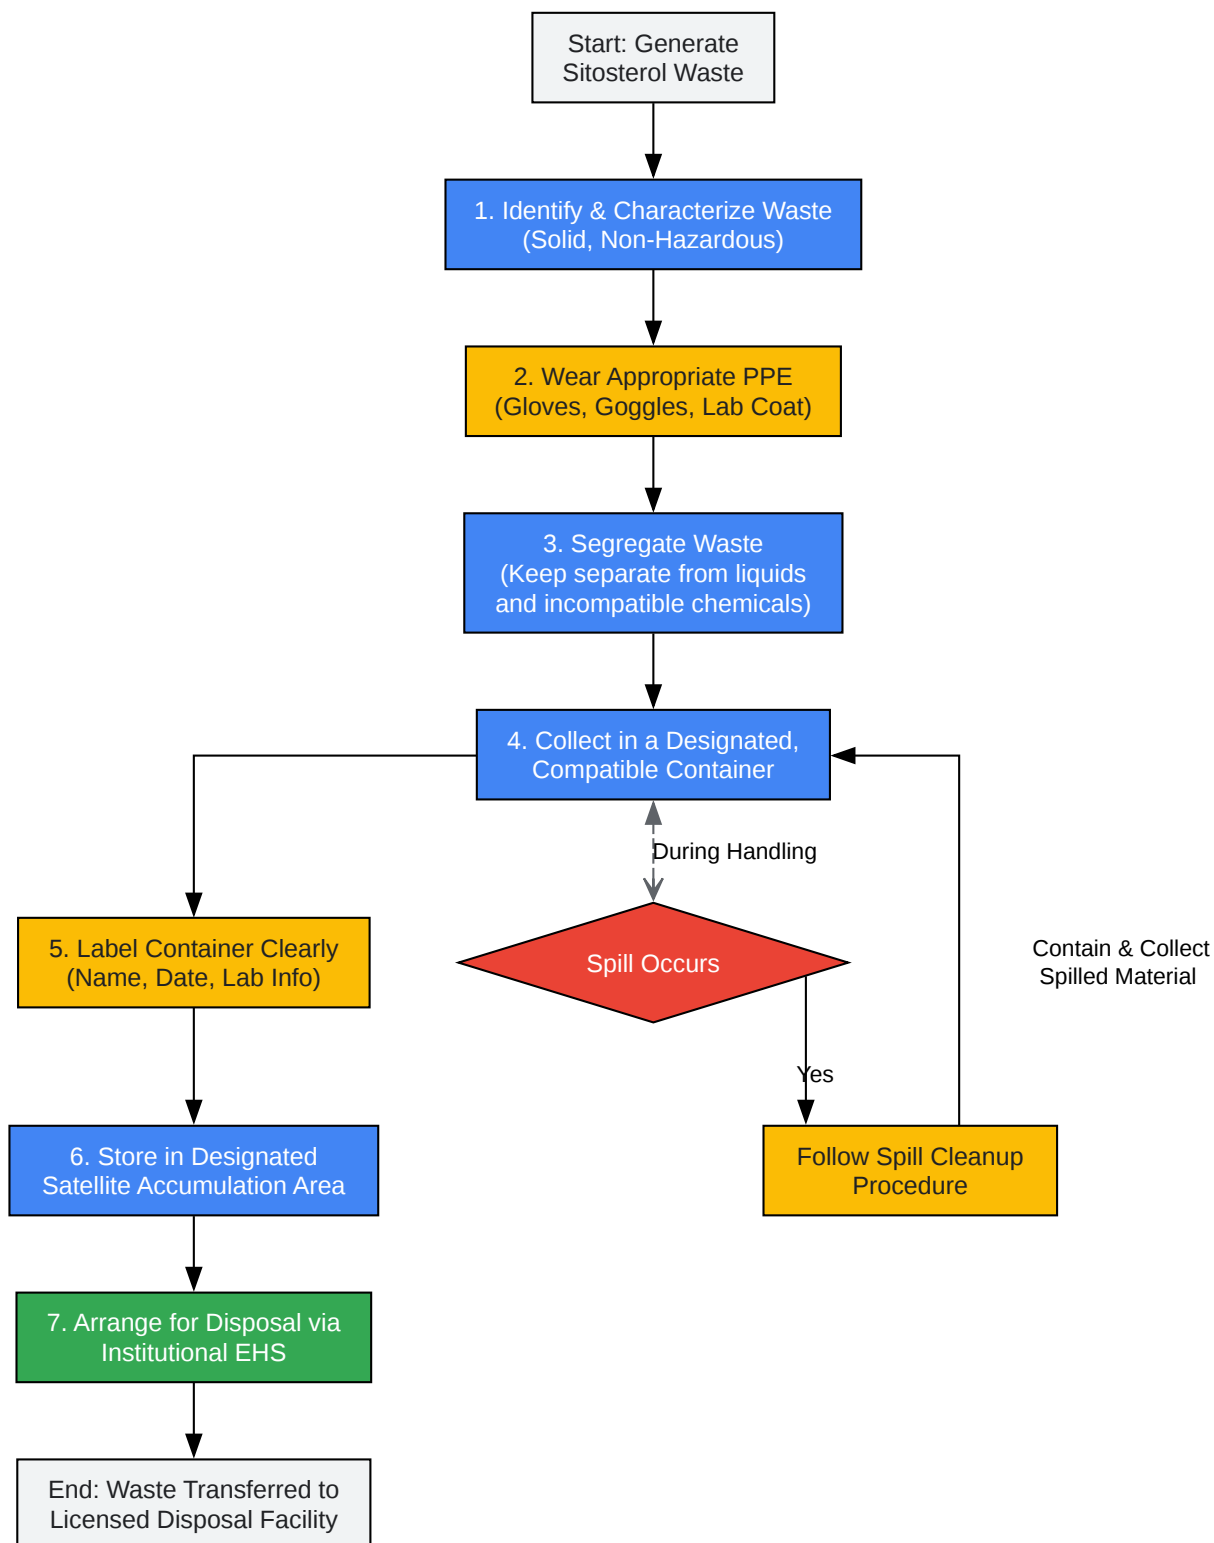 Start: Generate
Sitosterol Waste
1. Identify & Characterize Waste
(Solid, Non-Hazardous)
2. Wear Appropriate PPE
(Gloves, Goggles, Lab Coat)
3. Segregate Waste
(Keep separate from liquids
and incompatible chemicals)
4. Collect in a Designated,
Compatible Container
During Handling
5. Label Container Clearly
(Name, Date, Lab Info)
Spill Occurs
Contain & Collect
Spilled Material
Yes
6. Store in Designated
Satellite Accumulation Area
Follow Spill Cleanup
Procedure
7. Arrange for Disposal via
Institutional EHS
End: Waste Transferred to
Licensed Disposal Facility